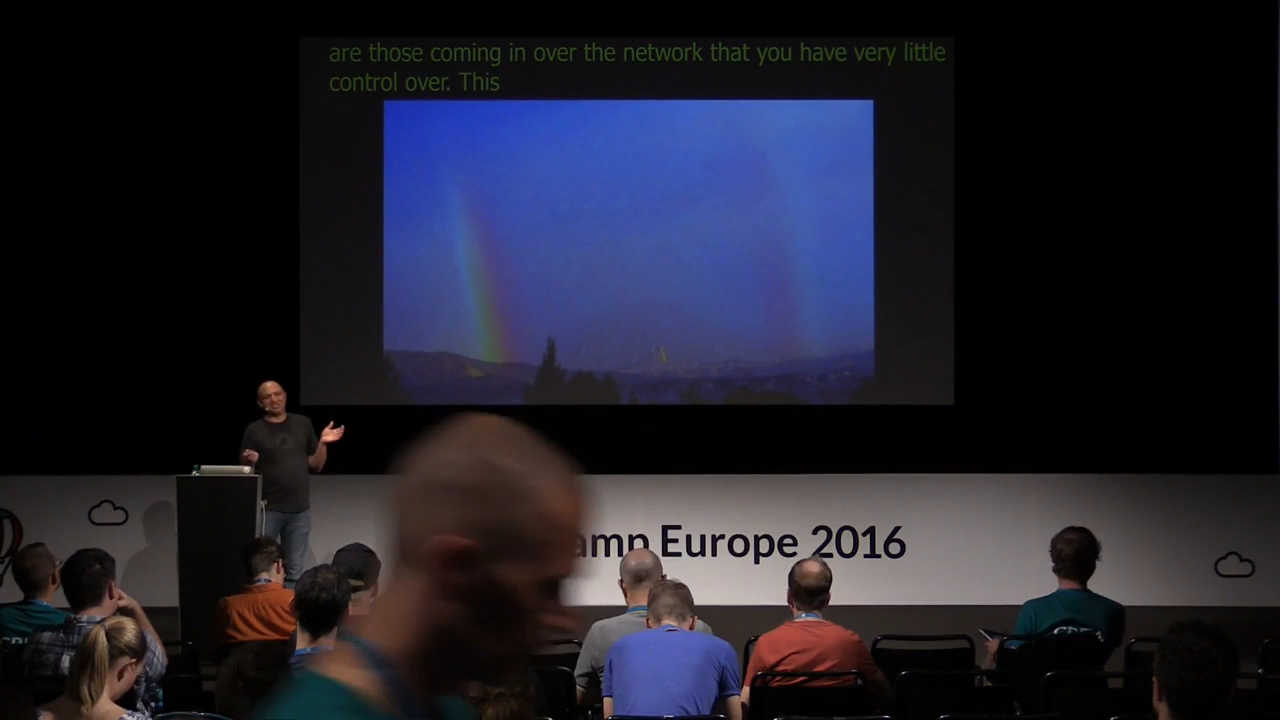 are those coming in over the network that you have very little
control over. This
amp Europe 2016